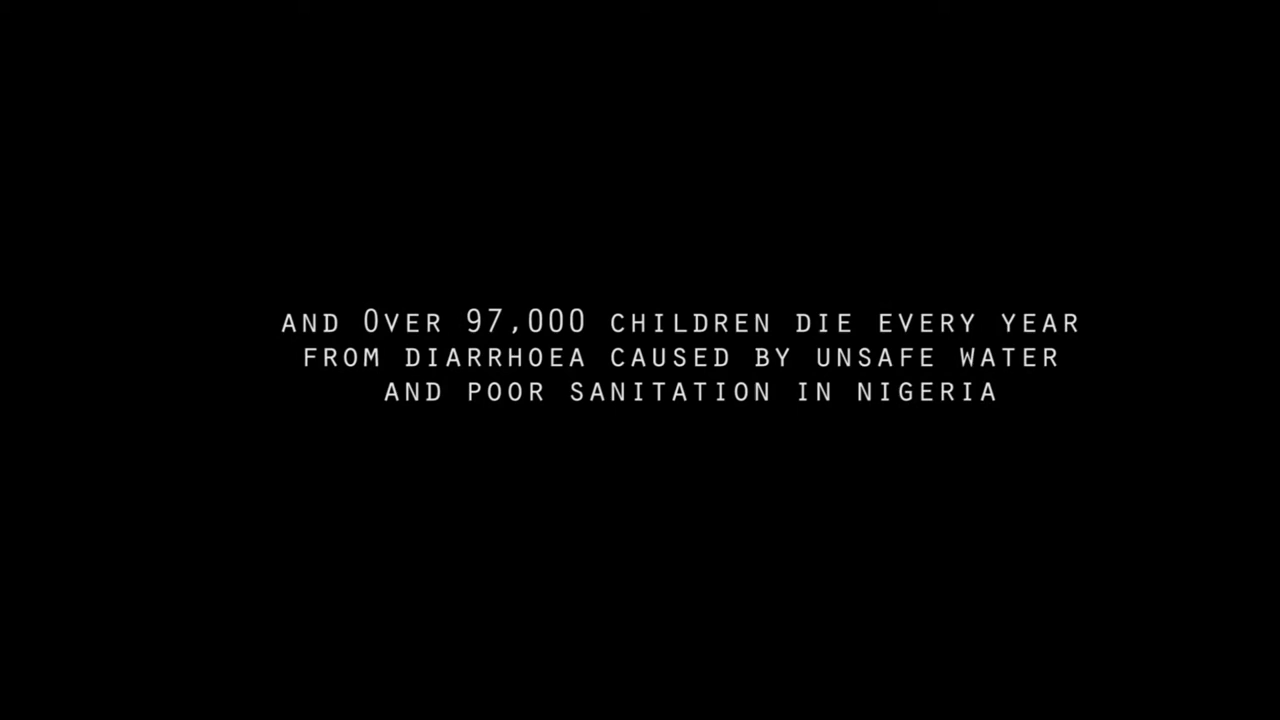 AND OVER 97,000 CHILDREN DIE EVERY YEAR
FROM DIARRHOEA CAUSED BY UNSAFE WATER
AND POOR SANITATION IN NIGERIA